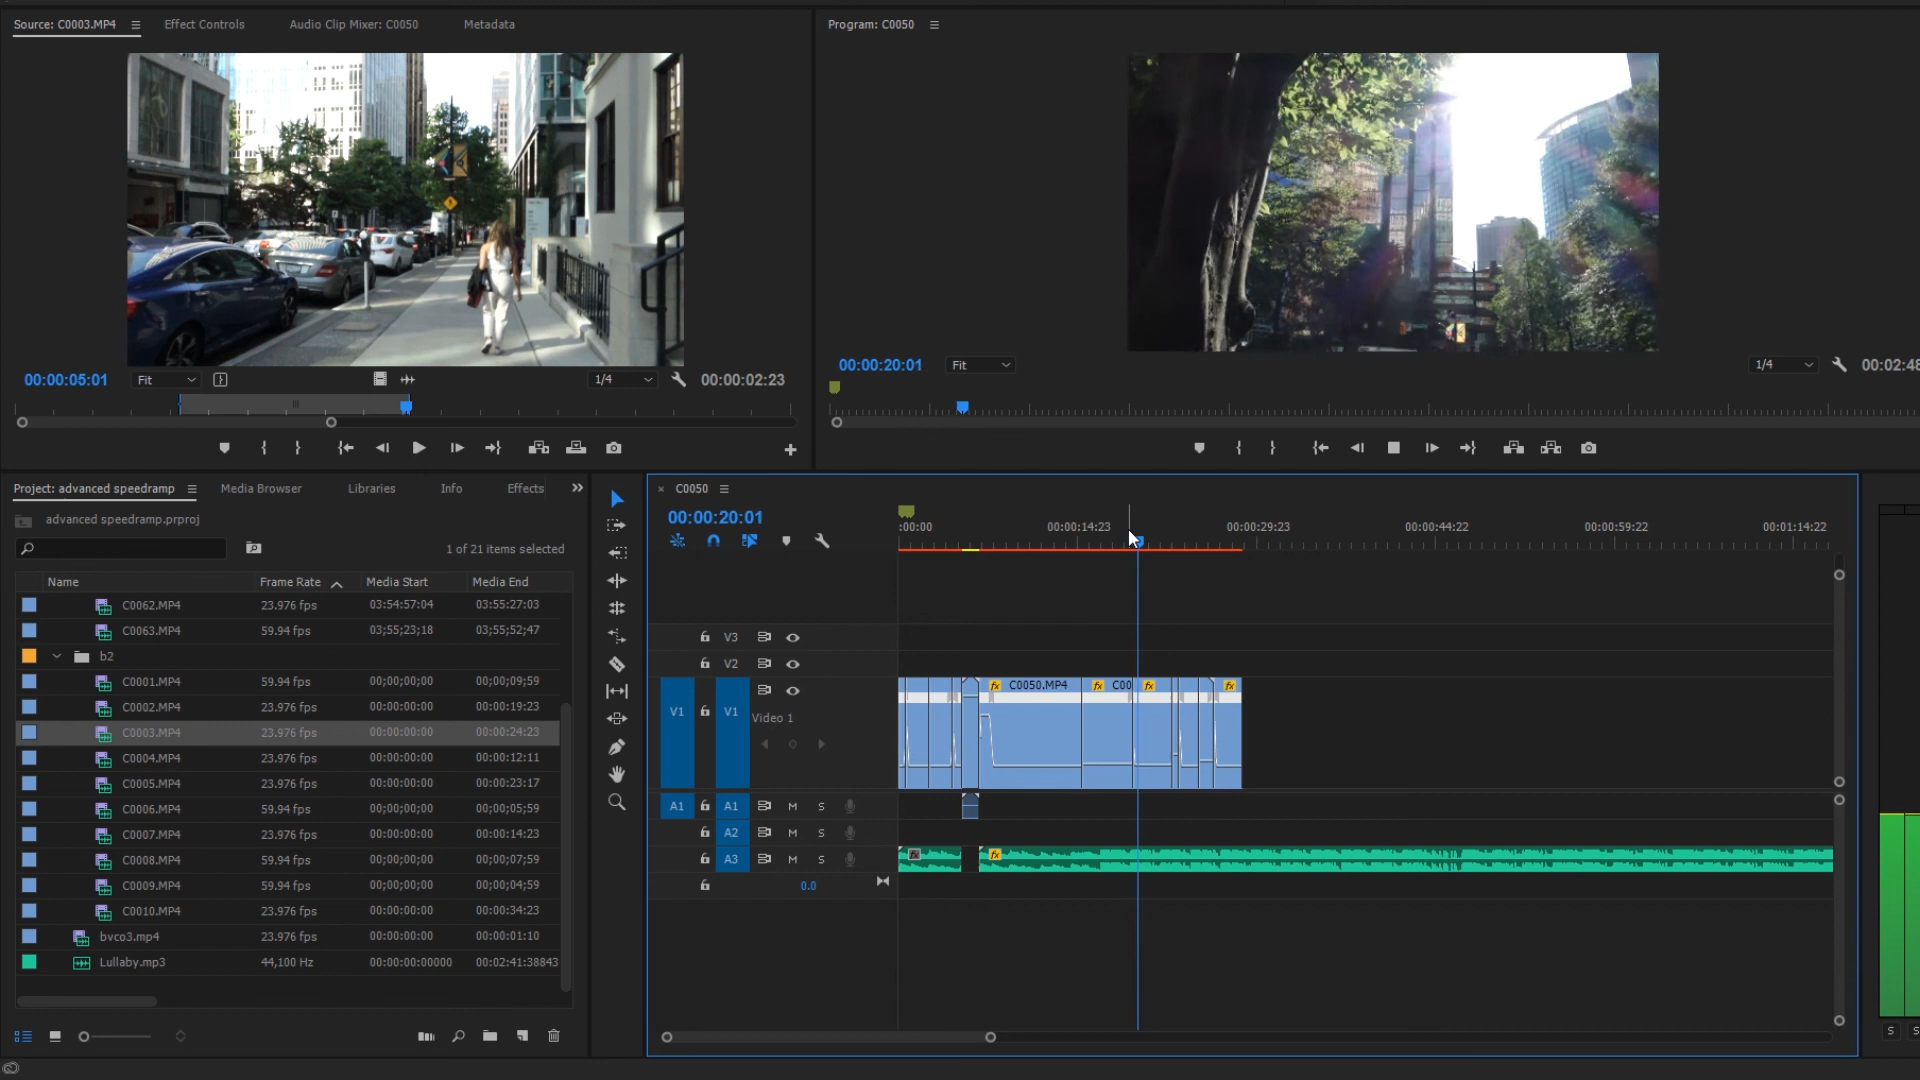 Source: C0003.MP4 Effect Controls Audio Clip Mixer: C0050 Metadata
Program: C0050
00:00:05:01 Fit 1/4 00:00:02:23
00:00:20:01 Fit 1/4 00:02:48
Project: advanced speedramp Media Browser Libraries Info Effects
advanced speedramp.prproj
1 of 21 items selected
Name Frame Rate Media Start Media End
C0062.MP4 23.976 fps 03:54:57:04 03:55:27:03
C0063.MP4 59.94 fps 03;55;23;18 03;55;52;47
b2
C0001.MP4 59.94 fps 00;00;00;00 00;00;09;59
C0002.MP4 23.976 fps 00:00:00:00 00:00:19:23
C0003.MP4 23.976 fps 00:00:00:00 00:00:24:23
C0004.MP4 23.976 fps 00:00:00:00 00:00:12:11
C0005.MP4 23.976 fps 00:00:00:00 00:00:23:17
C0006.MP4 59.94 fps 00;00;00;00 00;00;05;59
C0007.MP4 23.976 fps 00:00:00:00 00:00:14:23
C0008.MP4 59.94 fps 00;00;00;00 00;00;07;59
C0009.MP4 59.94 fps 00;00;00;00 00;00;04;59
C0010.MP4 23.976 fps 00:00:00:00 00:00:34:23
bvco3.mp4 23.976 fps 00:00:00:00 00:00:01:10
Lullaby.mp3 44,100 Hz 00:00:00:00000 00:02:41:38843
C0050
00:00:20:01
:00:00 00:00:14:23 00:00:29:23 00:00:44:22 00:00:59:22 00:01:14:22
V3
V2
V1 V1 Video 1
fx C0050.MP4 fx C00 fx fx
A1 A1 M S
A2 M S
A3 M S fx fx
0.0
S S